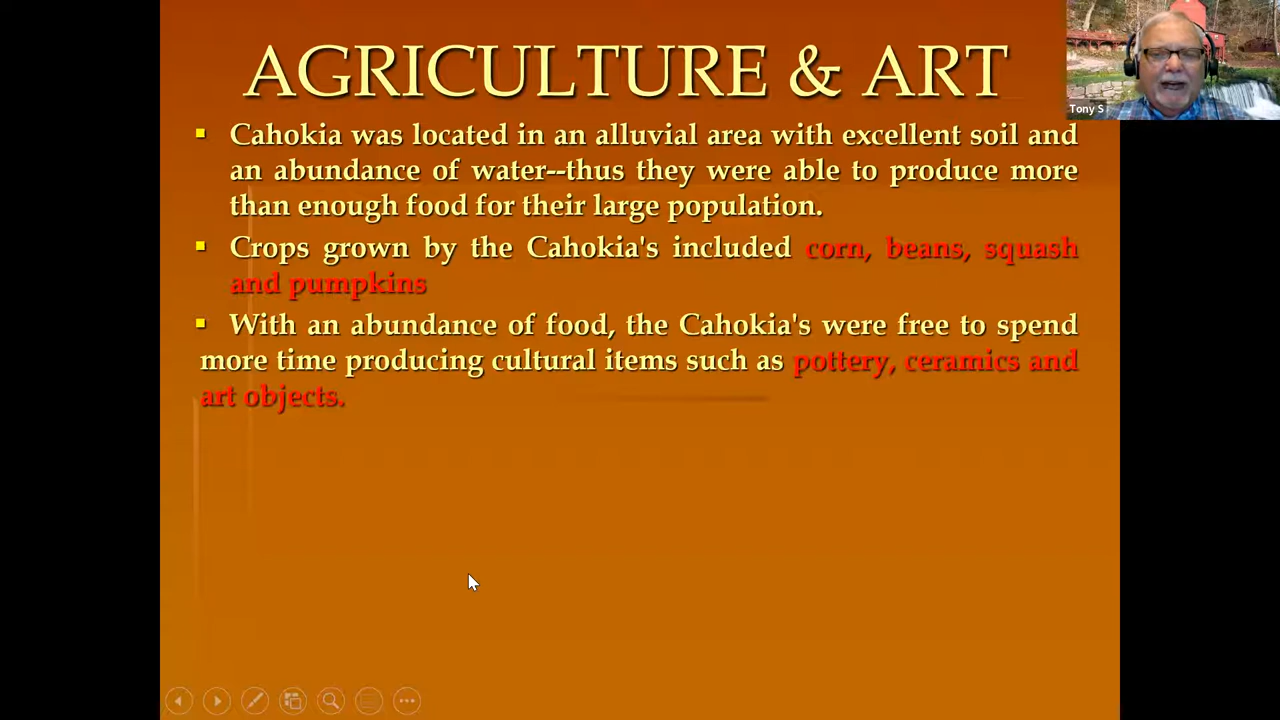 AGRICULTURE & ART
Tony S
▪ Cahokia was located in an alluvial area with excellent soil and
an abundance of water--thus they were able to produce more
than enough food for their large population.
▪ Crops grown by the Cahokia's included corn, beans, squash
and pumpkins
▪ With an abundance of food, the Cahokia's were free to spend
more time producing cultural items such as pottery, ceramics and
art objects.